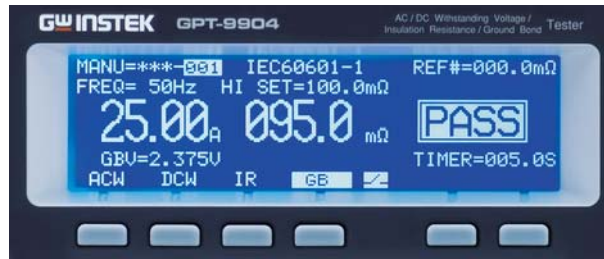 GWINSTEK GPT-9904
AC / DC Withstanding Voltage /
Insulation Resistance / Ground Bond Tester
MANU=***-001 IEC60601-1 REF#=000.0mΩ
FREQ= 50Hz HI SET=100.0mΩ
25.00A 095.0 mΩ PASS
GBV=2.375V TIMER=005.0S
ACW DCW IR GB